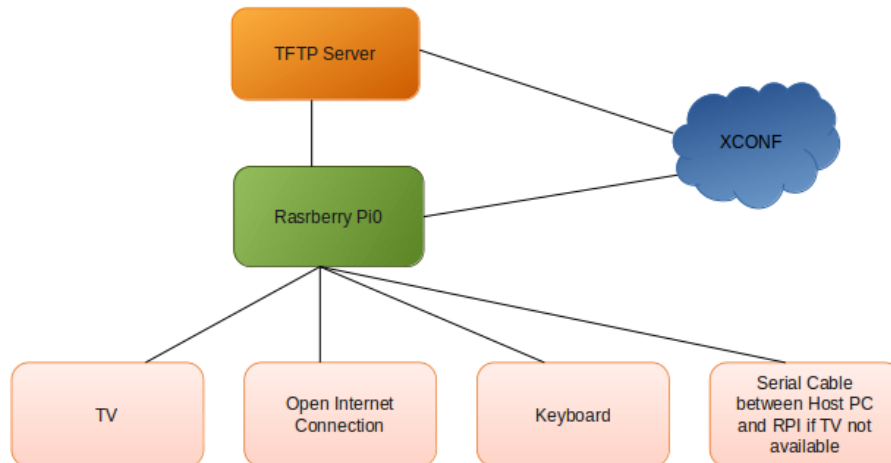 TFTP Server
XCONF
Rasrberry Pi0
TV
Open Internet
Connection
Keyboard
Serial Cable
between Host PC
and RPI if TV not
available